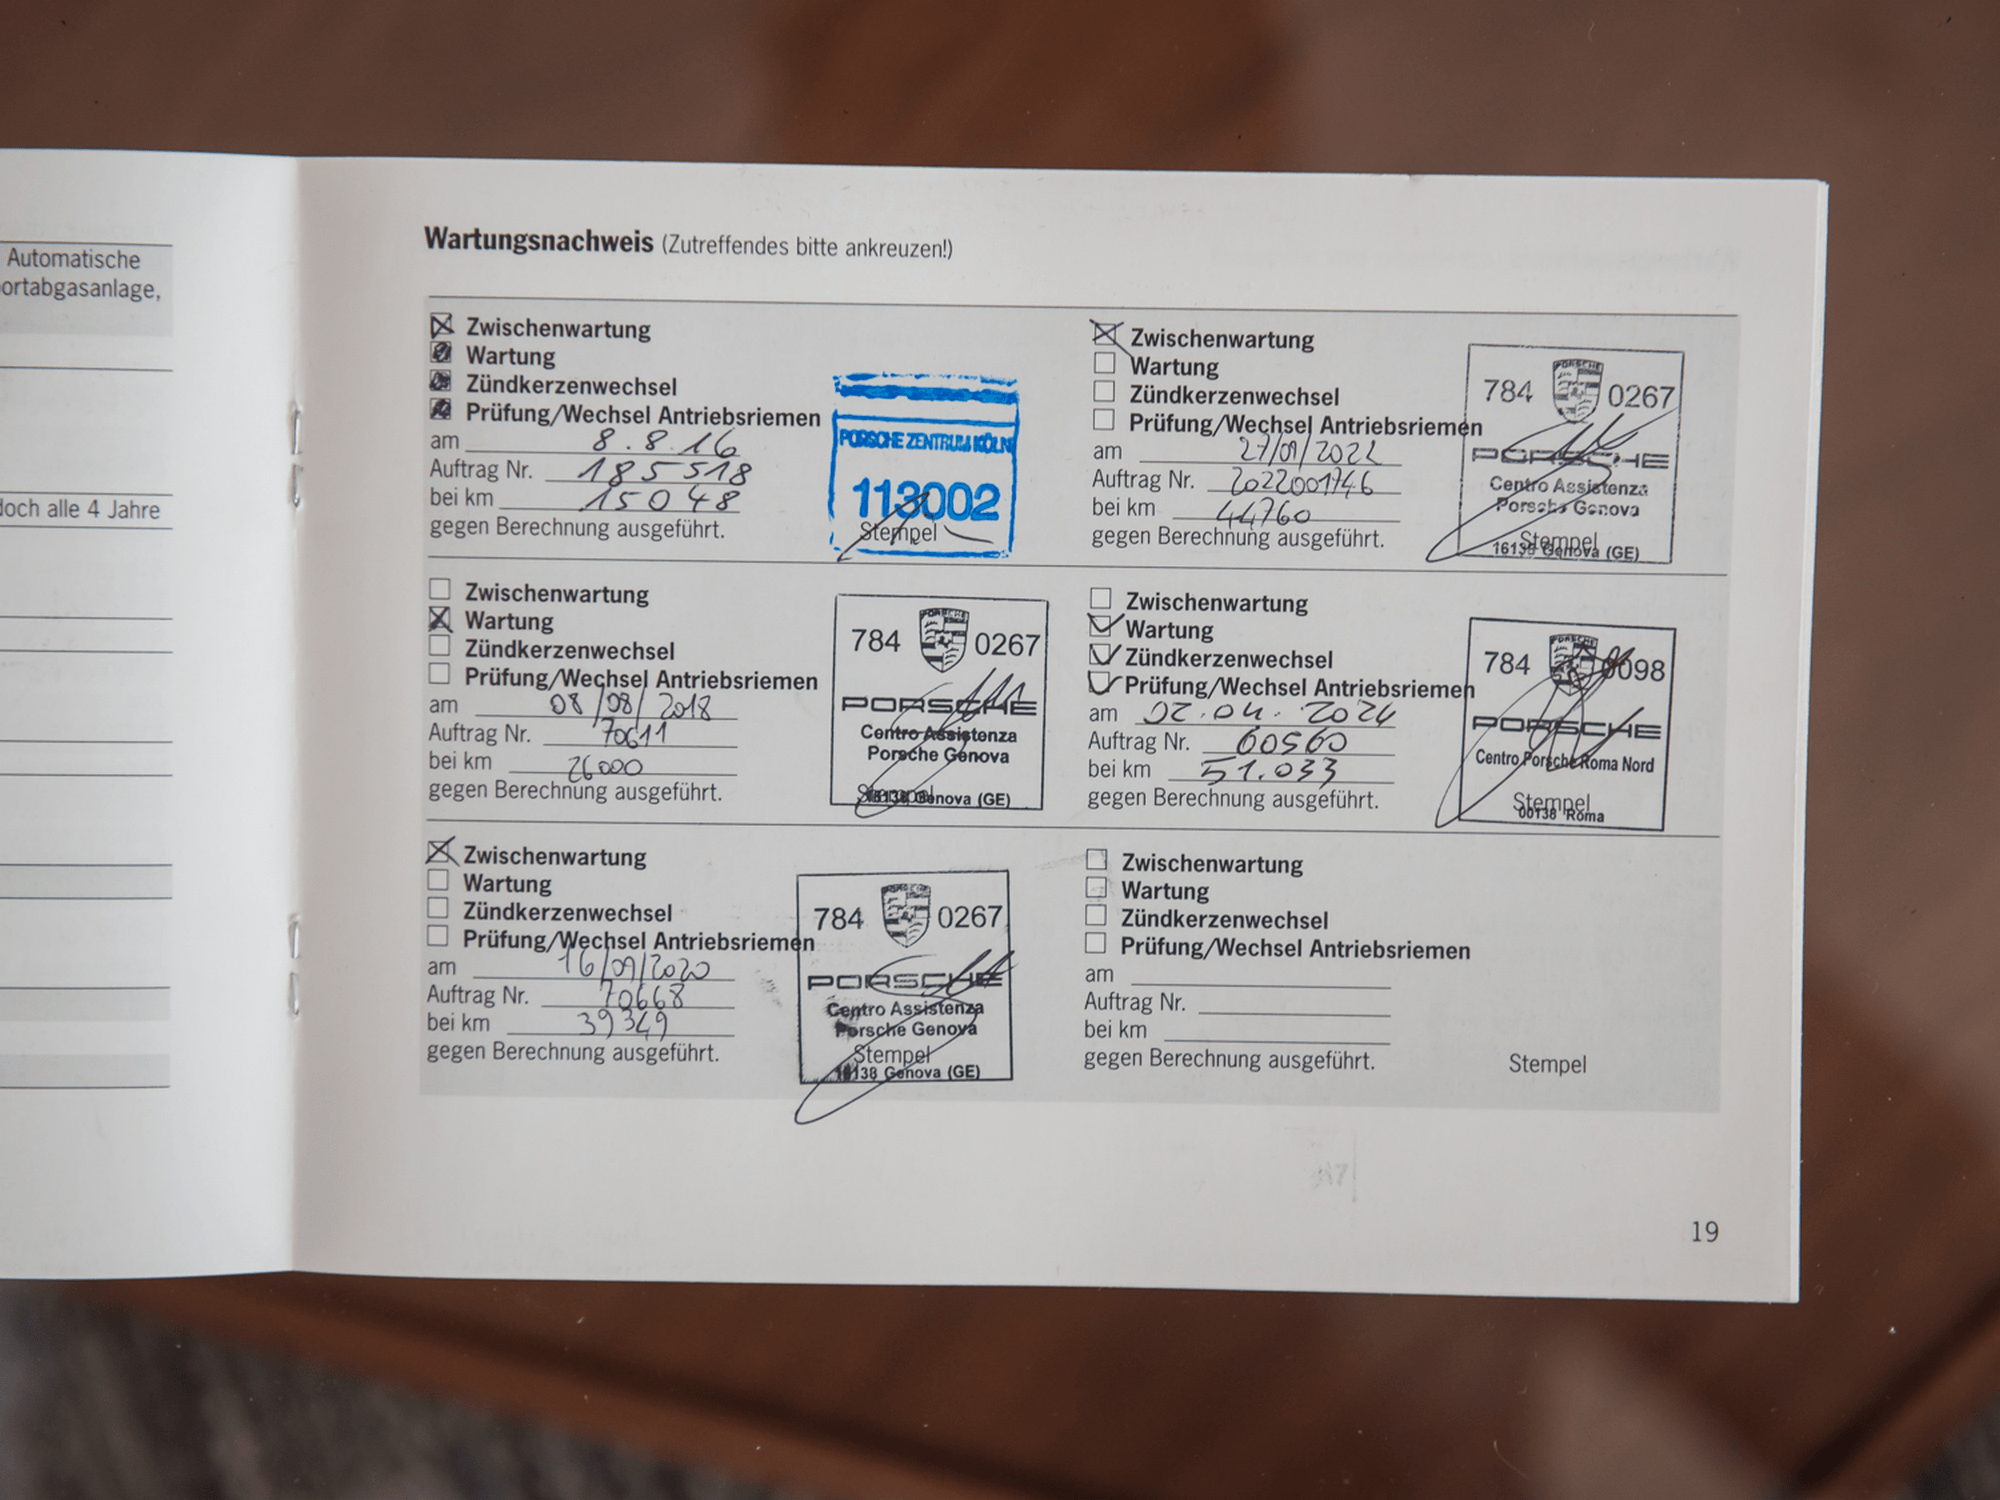 Automatische
ortabgasanlage,
doch alle 4 Jahre
Wartungsnachweis (Zutreffendes bitte ankreuzen!)
Zwischenwartung
Wartung
Zündkerzenwechsel
Prüfung/Wechsel Antriebsriemen
am 8.8.16
Auftrag Nr. 185518
bei km 15048
gegen Berechnung ausgeführt.
PORSCHE ZENTRUM KÖLN
113002
Stempel
Zwischenwartung
Wartung
Zündkerzenwechsel
Prüfung/Wechsel Antriebsriemen
am 08/08/2018
Auftrag Nr. 70611
bei km 26000
gegen Berechnung ausgeführt.
784 PORSCHE 0267
PORSCHE
Centro Assistenza
Porsche Genova
Stempel
16138 Genova (GE)
Zwischenwartung
Wartung
Zündkerzenwechsel
Prüfung/Wechsel Antriebsriemen
am 16/09/2020
Auftrag Nr. 70668
bei km 39349
gegen Berechnung ausgeführt.
784 0267
PORSCHE
Centro Assistenza
Porsche Genova
Stempel
16138 Genova (GE)
Zwischenwartung
Wartung
Zündkerzenwechsel
Prüfung/Wechsel Antriebsriemen
am 27/09/2022
Auftrag Nr. 2022001746
bei km 44760
gegen Berechnung ausgeführt.
784 PORSCHE 0267
PORSCHE
Centro Assistenza
Porsche Genova
Stempel
16138 Genova (GE)
Zwischenwartung
Wartung
Zündkerzenwechsel
Prüfung/Wechsel Antriebsriemen
am 02.04.2024
Auftrag Nr. 60560
bei km 51.033
gegen Berechnung ausgeführt.
784 PORSCHE 0098
PORSCHE
Centro Porsche Roma Nord
Stempel
00138 Roma
Zwischenwartung
Wartung
Zündkerzenwechsel
Prüfung/Wechsel Antriebsriemen
am
Auftrag Nr.
bei km
gegen Berechnung ausgeführt.
Stempel
19